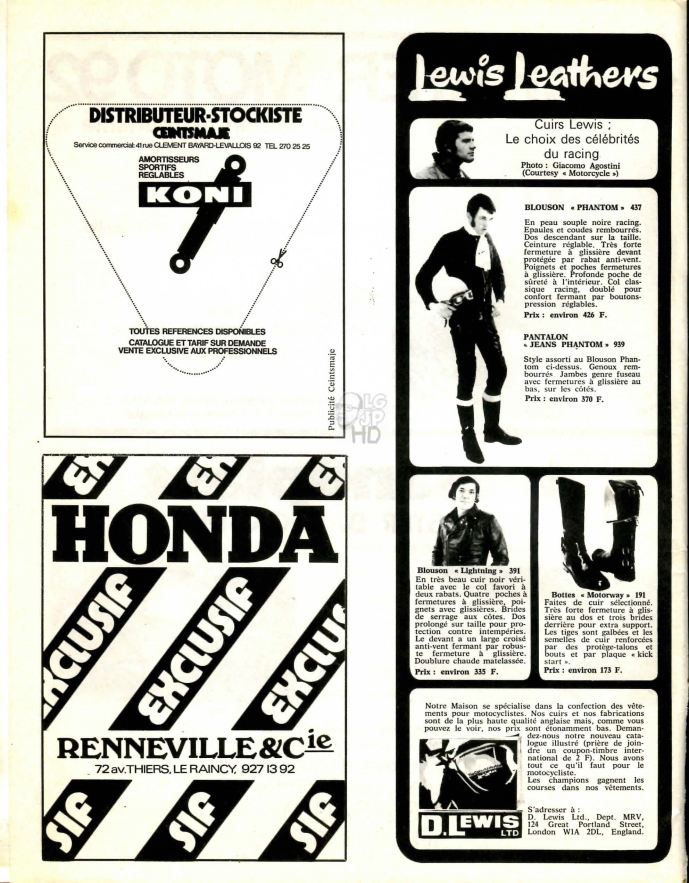 DISTRIBUTEUR-STOCKISTE
CEINTSMAJE
Service commercial: 41 rue CLEMENT BAYARD-LEVALLOIS 92 TEL 270 25 25
AMORTISSEURS
SPORTIFS
REGLABLES
KONI
TOUTES REFERENCES DISPONIBLES
CATALOGUE ET TARIF SUR DEMANDE
VENTE EXCLUSIVE AUX PROFESSIONNELS
Publicité Ceintsmaje
LG
HD
EX
EX
EX
HONDA
EXCLUSIF
EXCLUSIF
EXCLU
RENNEVILLE & Cie
72 av. THIERS, LE RAINCY, 927 13 92
SIF
SIF
SIF
Lewis Leathers
Cuirs Lewis ;
Le choix des célébrités
du racing
Photo : Giacomo Agostini
(Courtesy « Motorcycle »)
BLOUSON « PHANTOM » 437
En peau souple noire racing.
Epaules et coudes rembourrés.
Dos descendant sur la taille.
Ceinture réglable. Très forte
fermeture à glissière devant
protégée par rabat anti-vent.
Poignets et poches fermetures
à glissière. Profonde poche de
sûreté à l'intérieur. Col clas-
sique racing, doublé pour
confort fermant par boutons-
pression réglables.
Prix : environ 426 F.
PANTALON
« JEANS PHANTOM » 939
Style assorti au Blouson Phan-
tom ci-dessus. Genoux rem-
bourrés. Jambes genre fuseau
avec fermetures à glissière au
bas, sur les côtés.
Prix : environ 370 F.
Blouson « Lightning » 391
En très beau cuir noir véri-
table avec le col favori à
deux rabats. Quatre poches à
fermetures à glissière, poi-
gnets avec glissières. Brides
de serrage aux côtes. Dos
prolongé sur taille pour pro-
tection contre intempéries.
Le devant a un large croisé
anti-vent fermant par robus-
te fermeture à glissière.
Doublure chaude matelassée.
Prix : environ 335 F.
Bottes « Motorway » 191
Faites de cuir sélectionné.
Très forte fermeture à glis-
sière au dos et trois brides
derrière pour extra support.
Les tiges sont galbées et les
semelles de cuir renforcées
par des protège-talons et
bouts et par plaque « kick
start ».
Prix : environ 173 F.
Notre Maison se spécialise dans la confection des vête-
ments pour motocyclistes. Nos cuirs et nos fabrications
sont de la plus haute qualité anglaise mais, comme vous
pouvez le voir, nos prix sont étonamment bas. Deman-
dez-nous notre nouveau cata-
logue illustré (prière de join-
dre un coupon-timbre inter-
national de 2 F). Nous avons
tout ce qu'il faut pour le
motocycliste.
Les champions gagnent les
courses dans nos vêtements.
D. LEWIS
LTD
S'adresser à :
D. Lewis Ltd., Dept. MRV,
124 Great Portland Street,
London W1A 2DL, England.